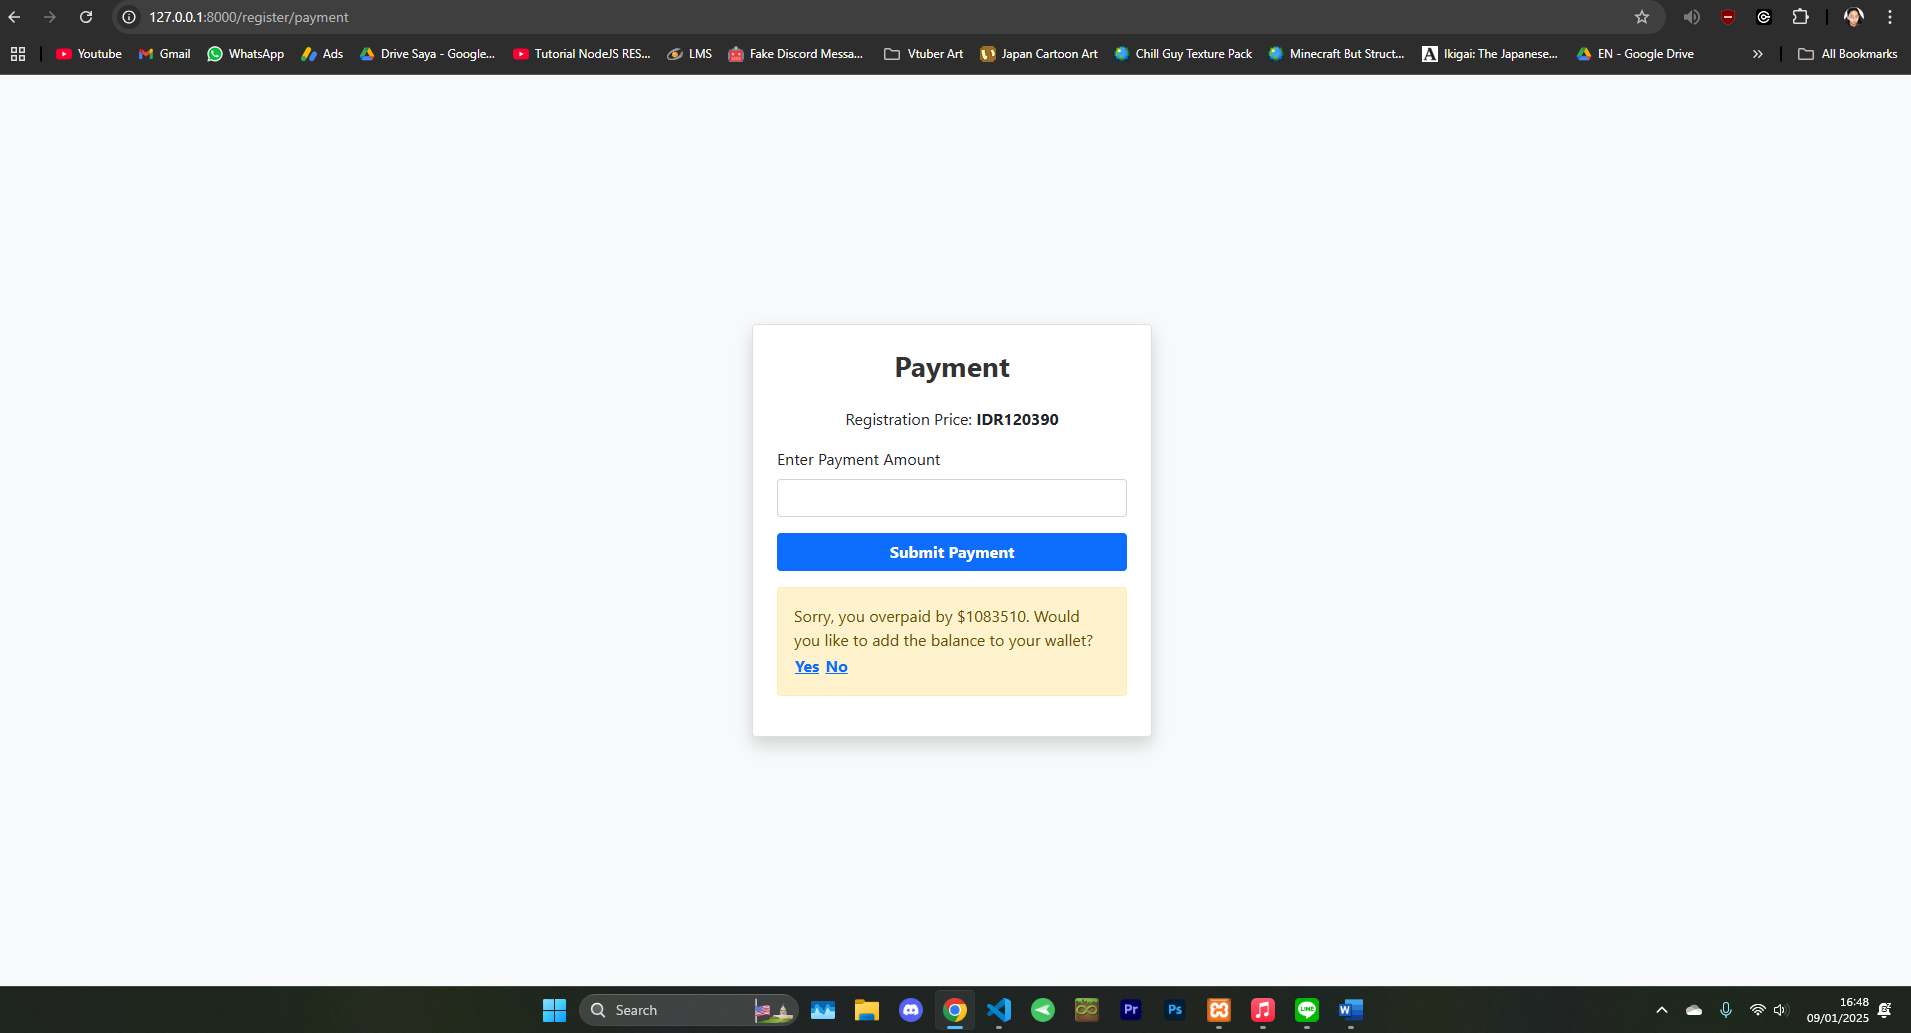 127.0.0.1:8000/register/payment
Youtube Gmail WhatsApp Ads Drive Saya - Google... Tutorial NodeJS RES... LMS Fake Discord Messa... Vtuber Art Japan Cartoon Art Chill Guy Texture Pack Minecraft But Struct... Ikigai: The Japanese... EN - Google Drive » All Bookmarks
Payment
Registration Price: IDR120390
Enter Payment Amount
Submit Payment
Sorry, you overpaid by $1083510. Would
you like to add the balance to your wallet?
Yes No
Search Pr Ps LINE W
16:48
09/01/2025